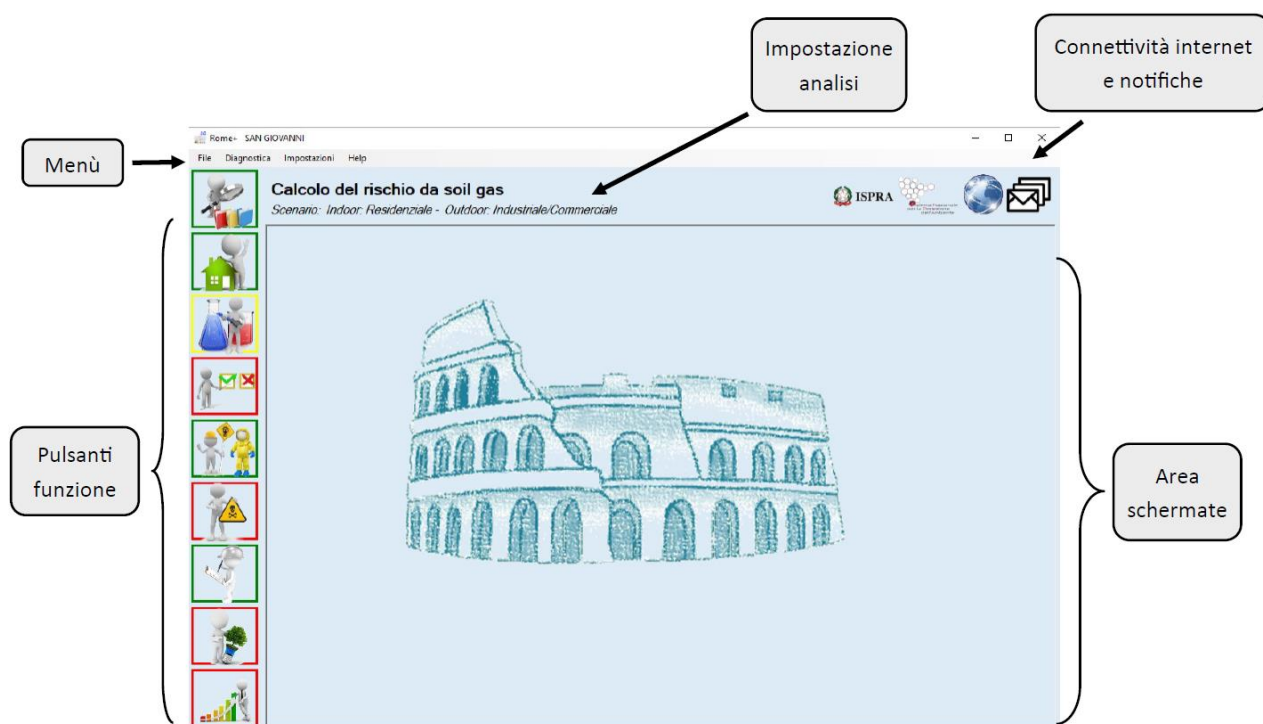 Impostazione
analisi
Connettività internet
e notifiche
Menù
Rome+ SAN GIOVANNI
File Diagnostica Impostazioni Help
Calcolo del rischio da soil gas
Scenario: Indoor: Residenziale - Outdoor: Industriale/Commerciale
ISPRA
Pulsanti
funzione
Area
schermate